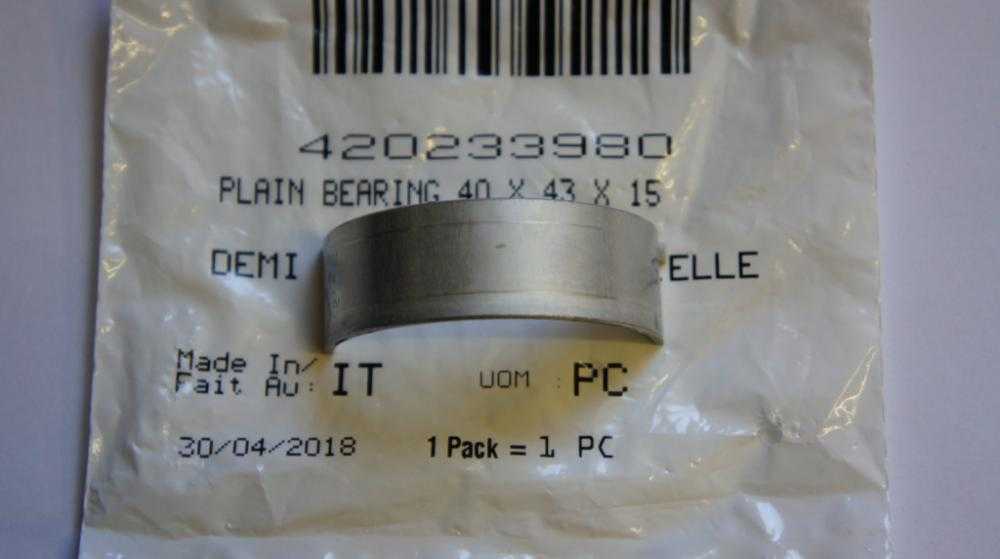 420233980
PLAIN BEARING 40 X 43 X 15
DEMI ELLE
Made In/
Fait Au: IT UOM : PC
30/04/2018 1 Pack = 1 PC